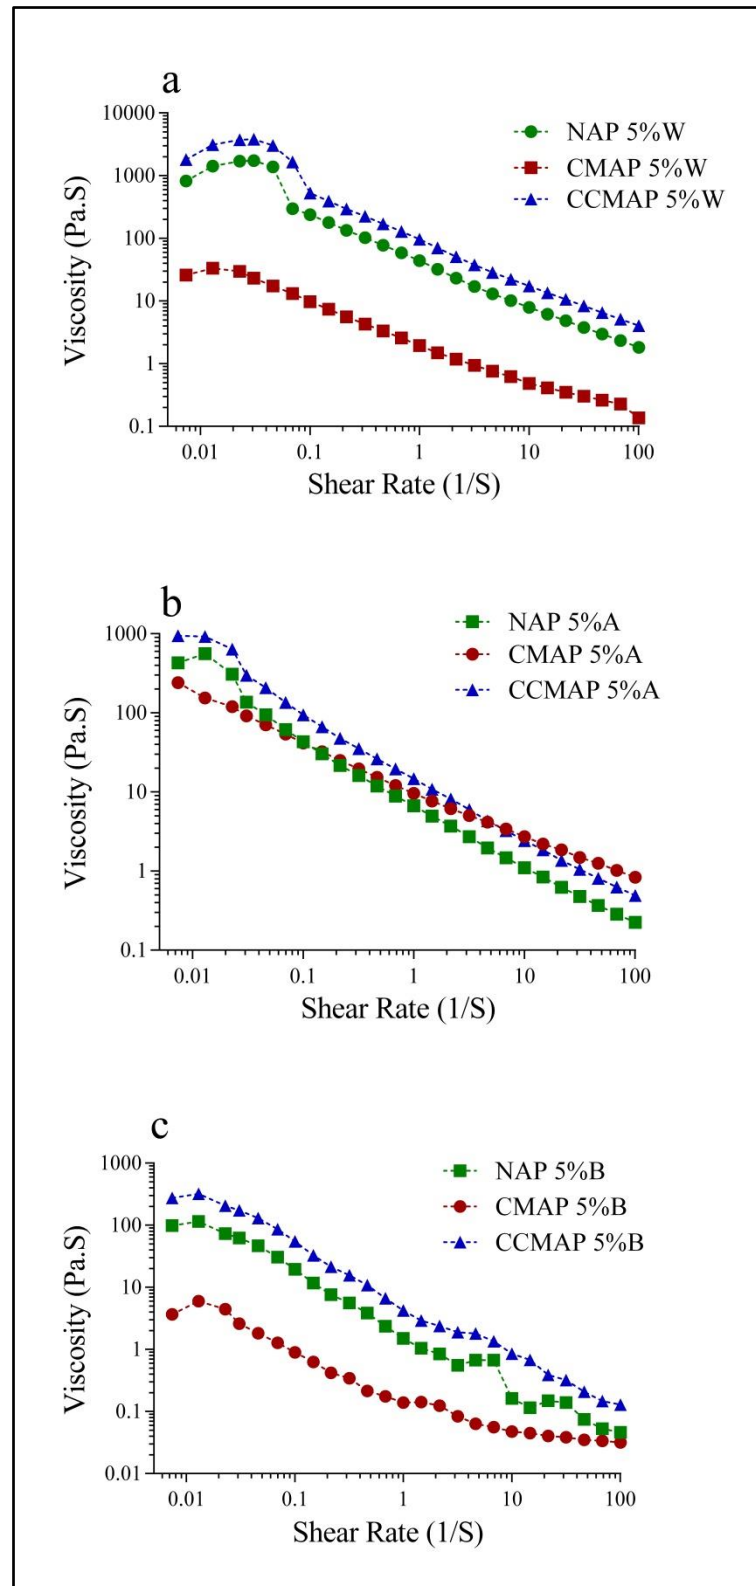 a
10000
1000
100
10
1
0.1
Viscosity (Pa.S)
NAP 5%W
CMAP 5%W
CCMAP 5%W
0.01 0.1 1 10 100
Shear Rate (1/S)
b
1000
100
10
1
0.1
Viscosity (Pa.S)
NAP 5%A
CMAP 5%A
CCMAP 5%A
0.01 0.1 1 10 100
Shear Rate (1/S)
c
1000
100
10
1
0.1
0.01
Viscosity (Pa.S)
NAP 5%B
CMAP 5%B
CCMAP 5%B
0.01 0.1 1 10 100
Shear Rate (1/S)